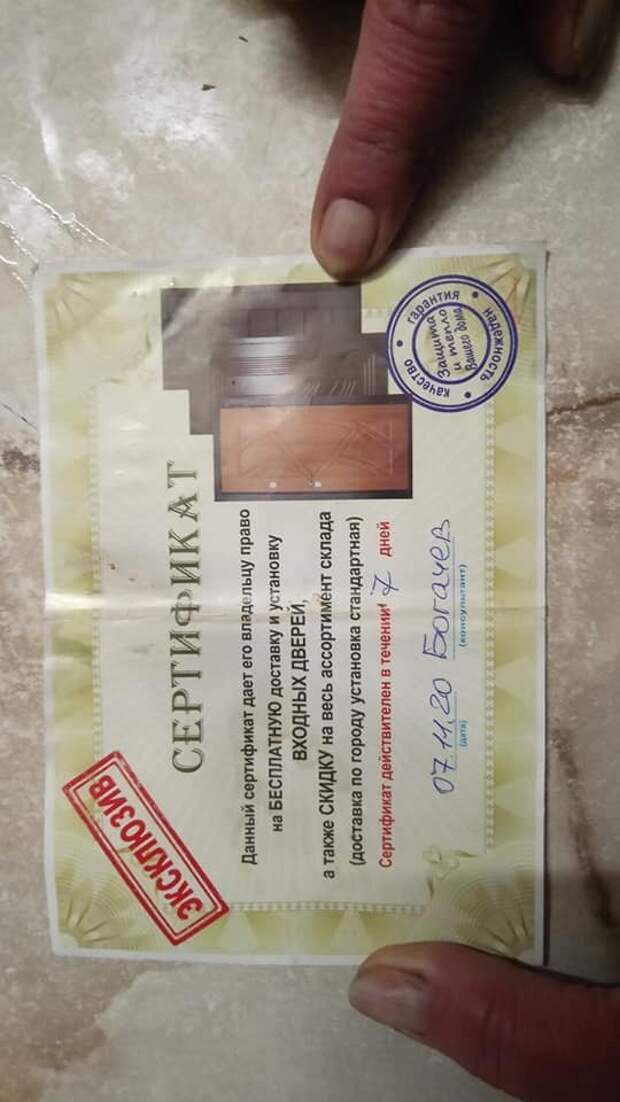 ЭКСКЛЮЗИВ
СЕРТИФИКАТ
Данный сертификат дает его владельцу право
на БЕСПЛАТНУЮ доставку и установку
ВХОДНЫХ ДВЕРЕЙ,
а также СКИДКУ на весь ассортимент склада
(доставка по городу установка стандартная)
Сертификат действителен в течении! 7 дней
07.11.20 Богачев
(дата) (консультант)
качество • гарантия • надежность •
Защита
и тепло
Вашего дома